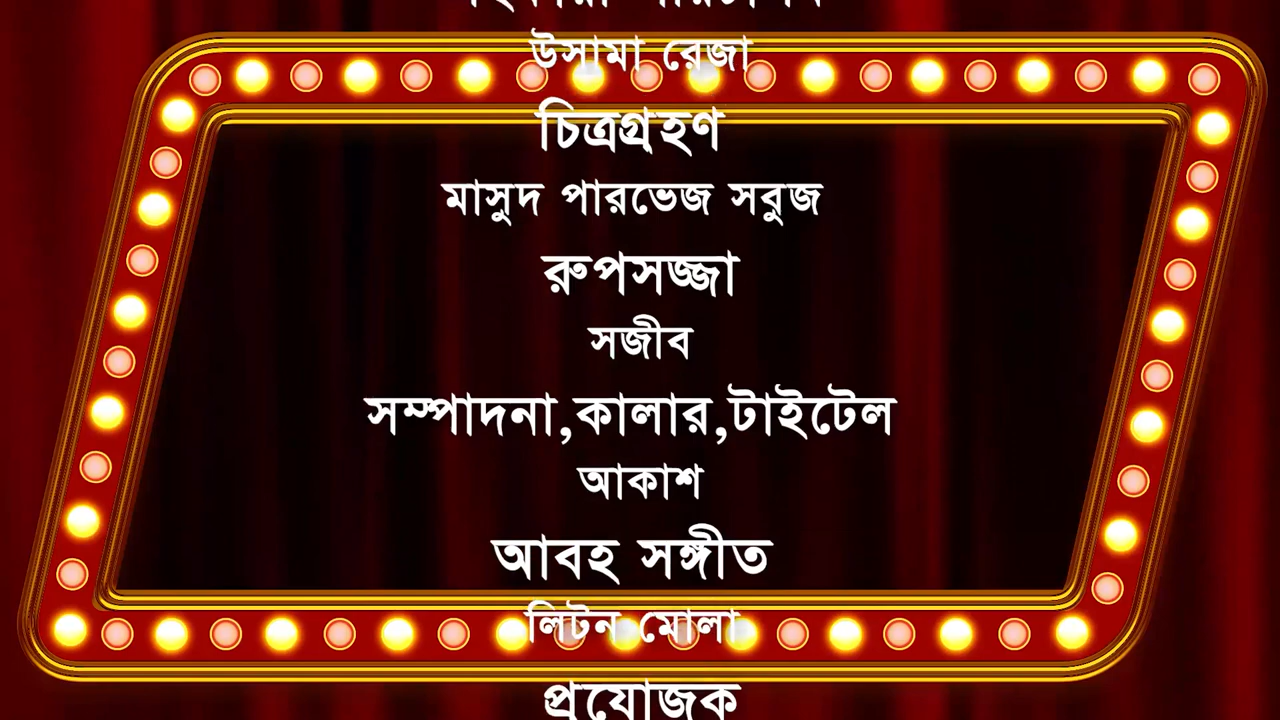 উসামা রেজা
চিত্রগ্রহণ
মাসুদ পারভেজ সবুজ
রুপসজ্জা
সজীব
সম্পাদনা,কালার,টাইটেল
আকাশ
আবহ সঙ্গীত
লিটন মোলা
প্রযোজক